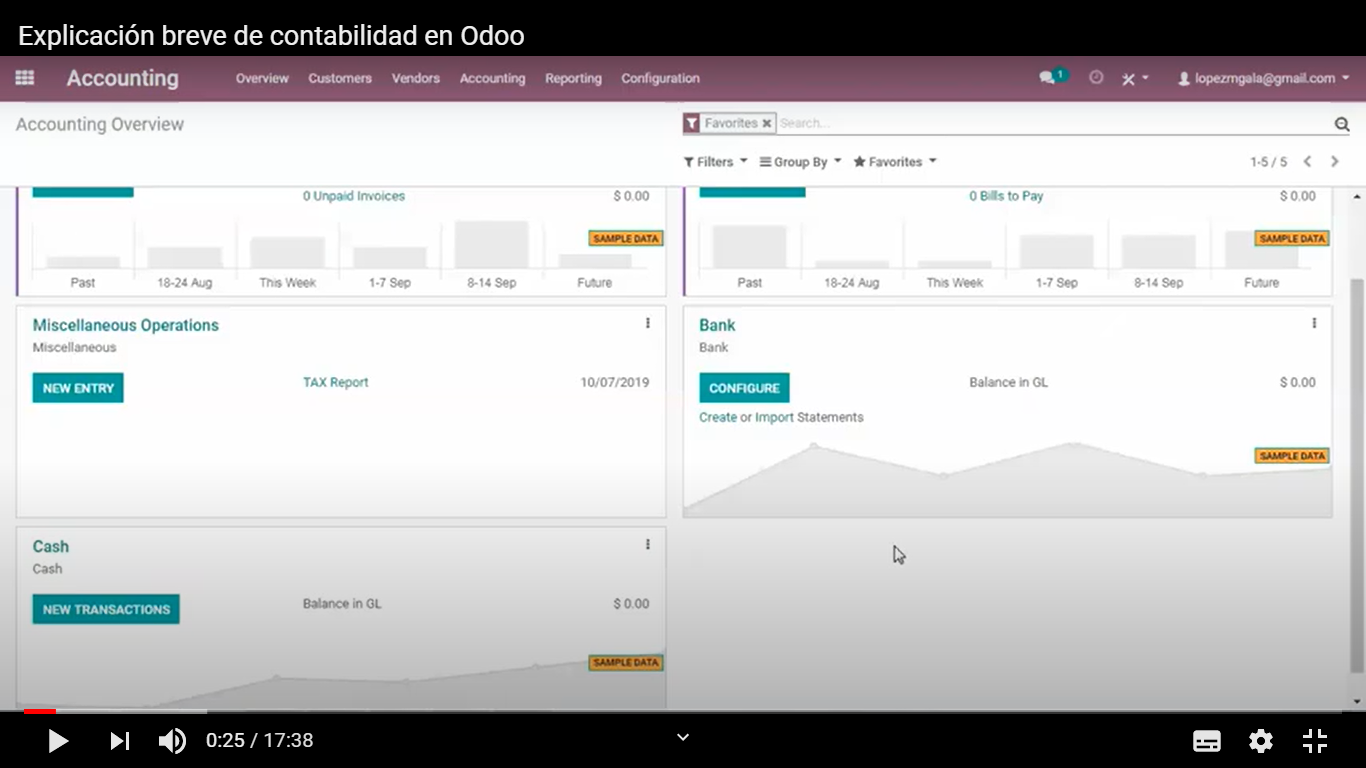 Explicación breve de contabilidad en Odoo
Accounting Overview Customers Vendors Accounting Reporting Configuration 1 lopezmgala@gmail.com
Accounting Overview
Favorites × Search...
Filters Group By Favorites 1-5 / 5
0 Unpaid Invoices $ 0.00
SAMPLE DATA
Past 18-24 Aug This Week 1-7 Sep 8-14 Sep Future
0 Bills to Pay $ 0.00
SAMPLE DATA
Past 18-24 Aug This Week 1-7 Sep 8-14 Sep Future
Miscellaneous Operations
Miscellaneous
NEW ENTRY TAX Report 10/07/2019
Bank
Bank
CONFIGURE Balance in GL $ 0.00
Create or Import Statements
SAMPLE DATA
Cash
Cash
NEW TRANSACTIONS Balance in GL $ 0.00
SAMPLE DATA
0:25 / 17:38